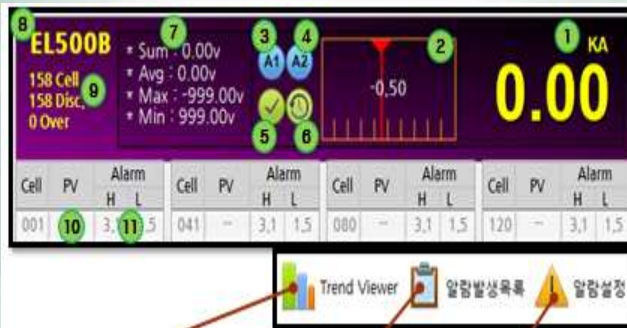 8
EL500B
158 Cell
158 Disc,
0 Over
9
7
* Sum : 0.00v
* Avg : 0.00v
* Max : -999.00v
* Min : 999.00v
3 4
A1 A2
5 6
2
-0,50
1
KA
0.00
Cell PV Alarm H L Cell PV Alarm H L Cell PV Alarm H L Cell PV Alarm H L
001 10 3, 11 5 041 -- 3,1 1,5 080 -- 3,1 1,5 120 -- 3,1 1,5
Trend Viewer 알람발생목록 알람설정